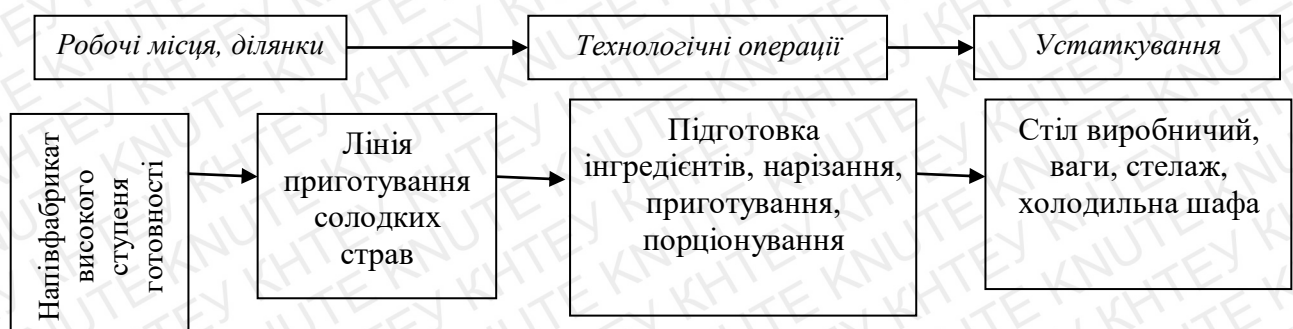 Робочі місця, ділянки
Технологічні операції
Устаткування
Напівфабрикат
високого
ступеня
готовності
Лінія
приготування
солодких
страв
Підготовка
інгредієнтів, нарізання,
приготування,
порціонування
Стіл виробничий,
ваги, стелаж,
холодильна шафа